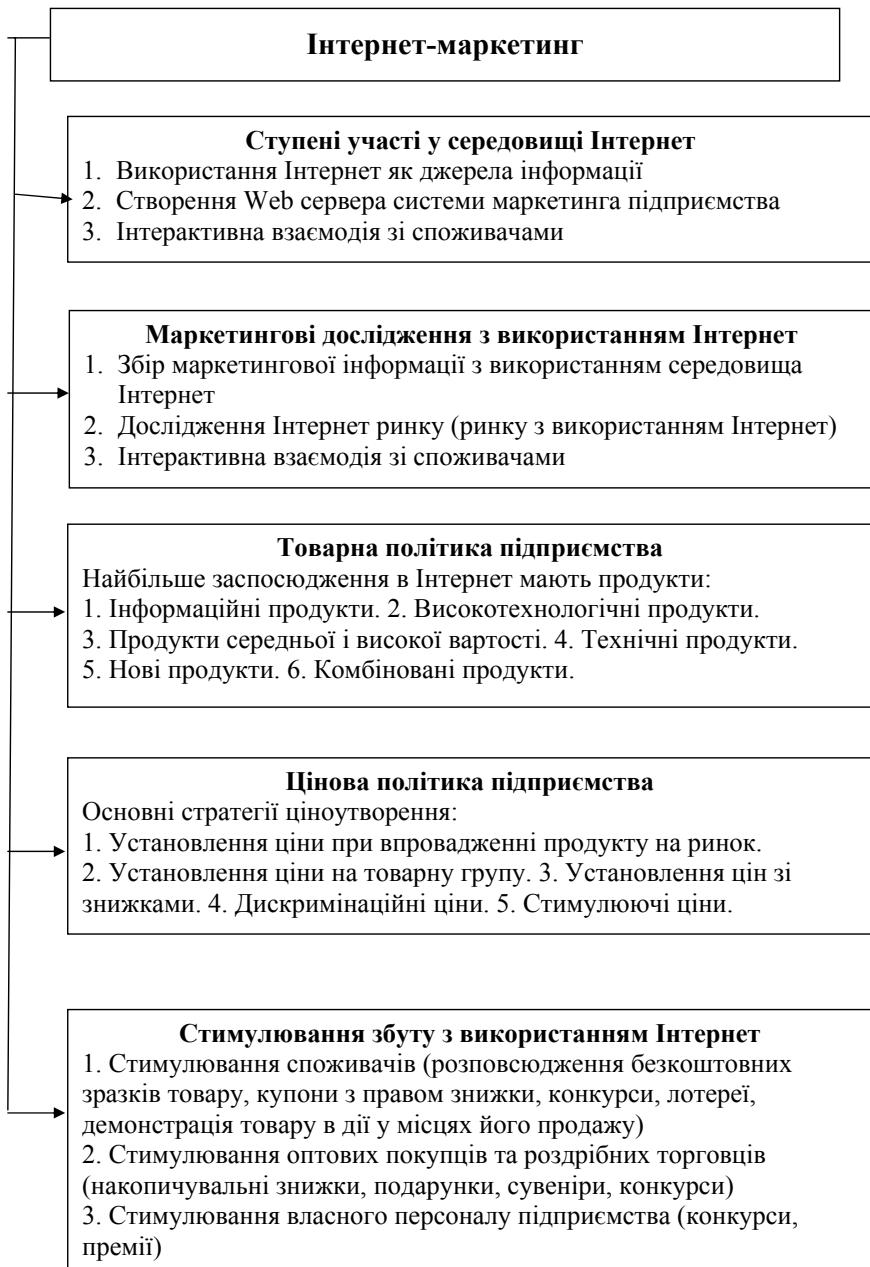 Інтернет-маркетинг
Ступені участі у середовищі Інтернет
1. Використання Інтернет як джерела інформації
2. Створення Web сервера системи маркетинга підприємства
3. Інтерактивна взаємодія зі споживачами
Маркетингові дослідження з використанням Інтернет
1. Збір маркетингової інформації з використанням середовища
Інтернет
2. Дослідження Інтернет ринку (ринку з використанням Інтернет)
3. Інтерактивна взаємодія зі споживачами
Товарна політика підприємства
Найбільше заспосюдження в Інтернет мають продукти:
1. Інформаційні продукти. 2. Високотехнологічні продукти.
3. Продукти середньої і високої вартості. 4. Технічні продукти.
5. Нові продукти. 6. Комбіновані продукти.
Цінова політика підприємства
Основні стратегії ціноутворення:
1. Установлення ціни при впровадженні продукту на ринок.
2. Установлення ціни на товарну групу. 3. Установлення цін зі
знижками. 4. Дискримінаційні ціни. 5. Стимулюючі ціни.
Стимулювання збуту з використанням Інтернет
1. Стимулювання споживачів (розповсюдження безкоштовних
зразків товару, купони з правом знижки, конкурси, лотереї,
демонстрація товару в дії у місцях його продажу)
2. Стимулювання оптових покупців та роздрібних торговців
(накопичувальні знижки, подарунки, сувеніри, конкурси)
3. Стимулювання власного персоналу підприємства (конкурси,
премії)